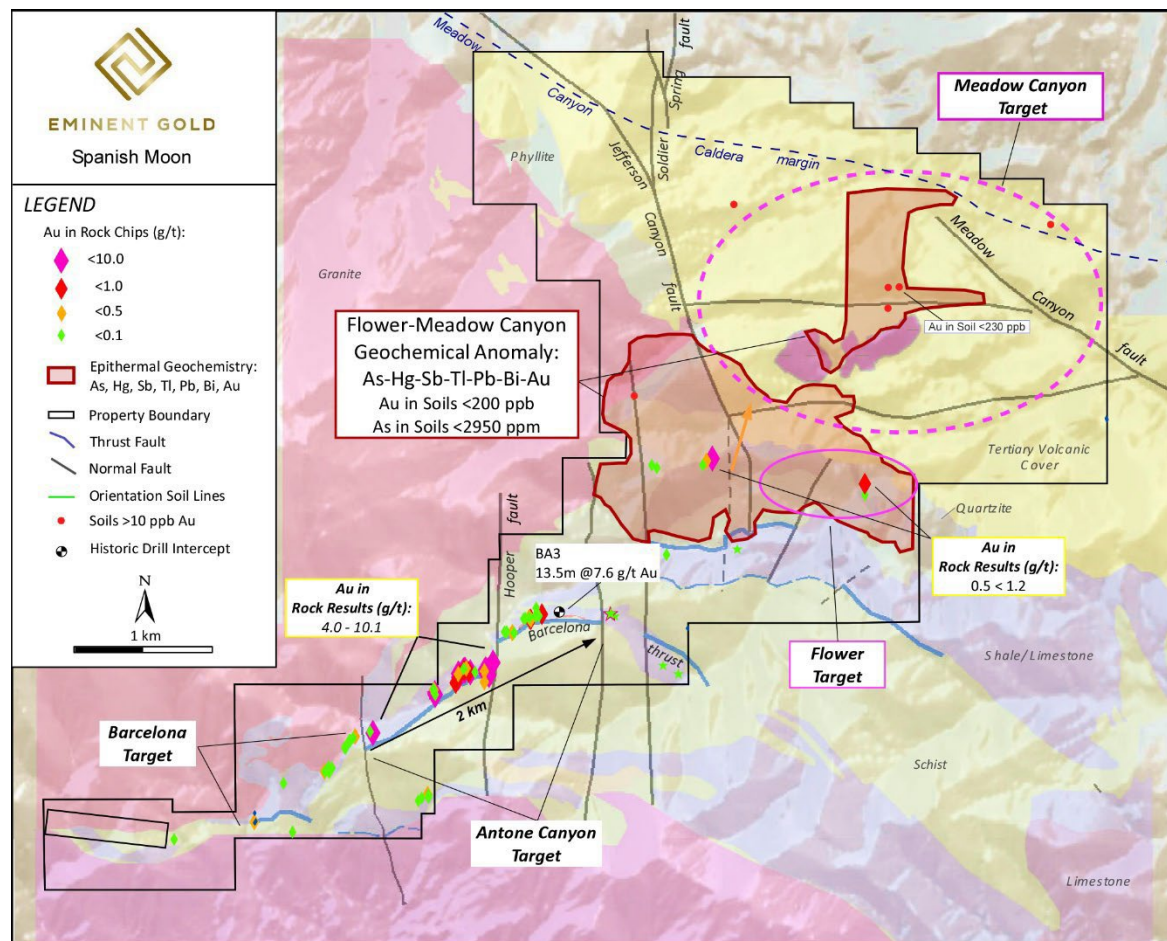 EMINENT GOLD
Spanish Moon
LEGEND
Au in Rock Chips (g/t):
<10.0
<1.0
<0.5
<0.1
Epithermal Geochemistry:
As, Hg, Sb, Tl, Pb, Bi, Au
Property Boundary
Thrust Fault
Normal Fault
Orientation Soil Lines
Soils >10 ppb Au
Historic Drill Intercept
N
1 km
Meadow
Canyon
Caldera
margin
Soldier
Spring
fault
Jefferson
Canyon
fault
Phyllite
Granite
Meadow Canyon
Target
Meadow
Canyon
fault
Au in Soil <230 ppb
Flower-Meadow Canyon
Geochemical Anomaly:
As-Hg-Sb-Tl-Pb-Bi-Au
Au in Soils <200 ppb
As in Soils <2950 ppm
Tertiary Volcanic
Cover
Quartzite
Au in
Rock Results (g/t):
0.5 < 1.2
Hooper
fault
BA3
13.5m @7.6 g/t Au
Au in
Rock Results (g/t):
4.0 - 10.1
Barcelona
thrust
2 km
Flower
Target
Shale/Limestone
Barcelona
Target
Antone Canyon
Target
Schist
Limestone